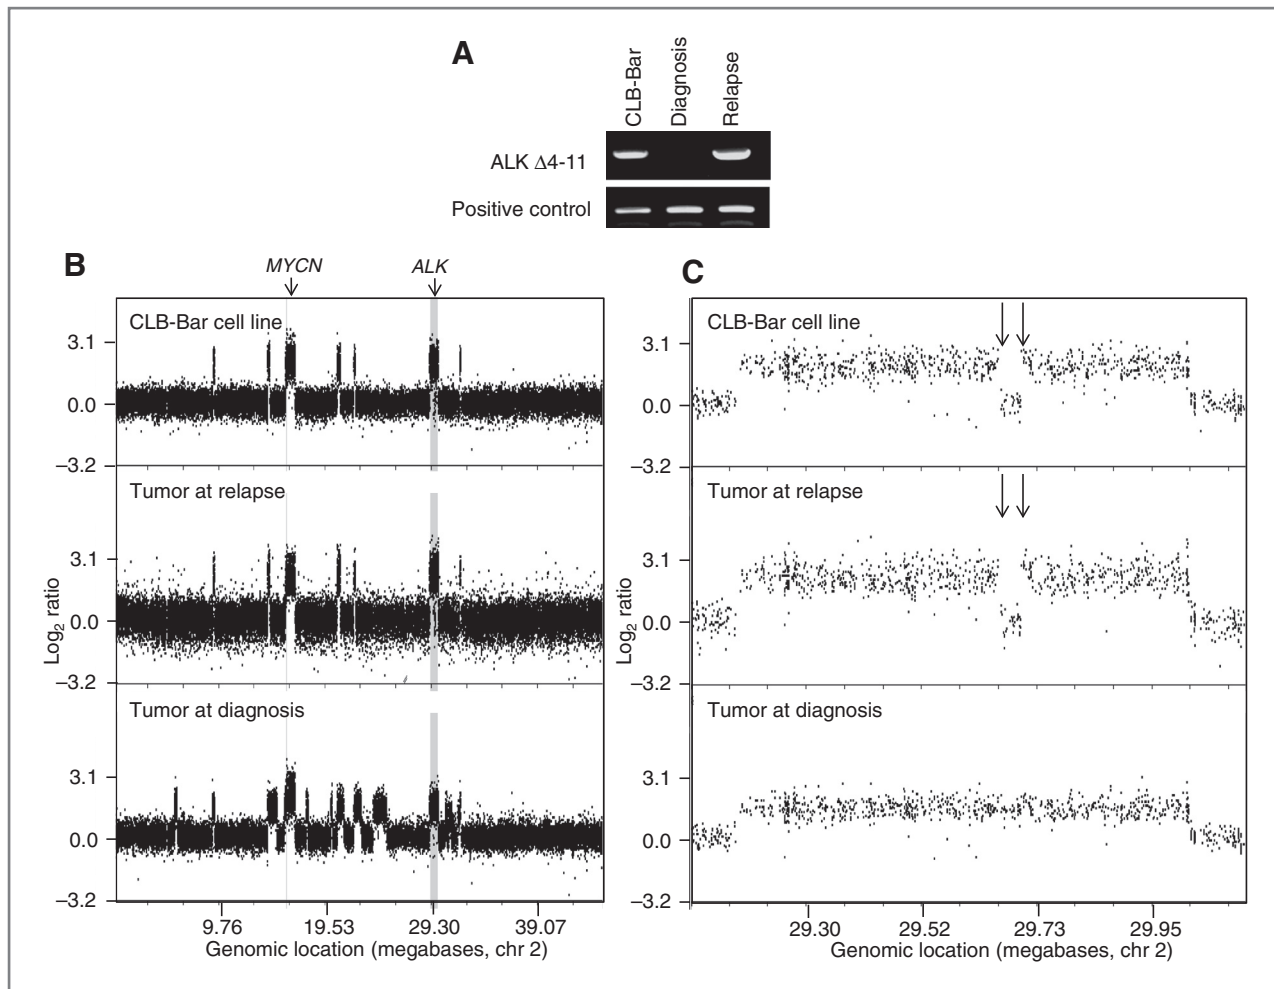 A
CLB-Bar
Diagnosis
Relapse
ALK Δ4-11
Positive control
B
MYCN
ALK
C
CLB-Bar cell line
3.1
0.0
–3.2
Tumor at relapse
3.1
0.0
–3.2
Tumor at diagnosis
3.1
0.0
–3.2
Log2 ratio
9.76
19.53
29.30
39.07
Genomic location (megabases, chr 2)
CLB-Bar cell line
3.1
0.0
–3.2
Tumor at relapse
3.1
0.0
–3.2
Tumor at diagnosis
3.1
0.0
–3.2
Log2 ratio
29.30
29.52
29.73
29.95
Genomic location (megabases, chr 2)